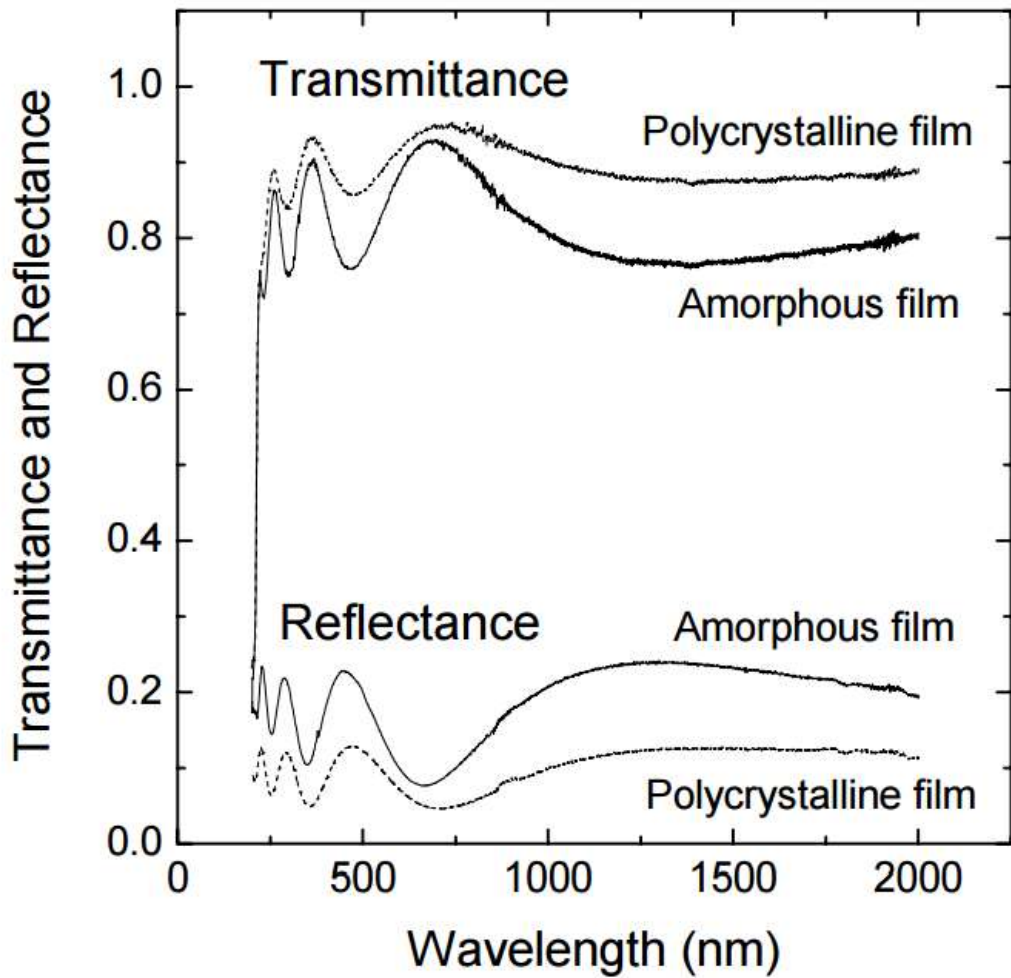 Transmittance and Reflectance
1.0
0.8
0.6
0.4
0.2
0.0
Transmittance
Polycrystalline film
Amorphous film
Reflectance
Amorphous film
Polycrystalline film
0 500 1000 1500 2000
Wavelength (nm)